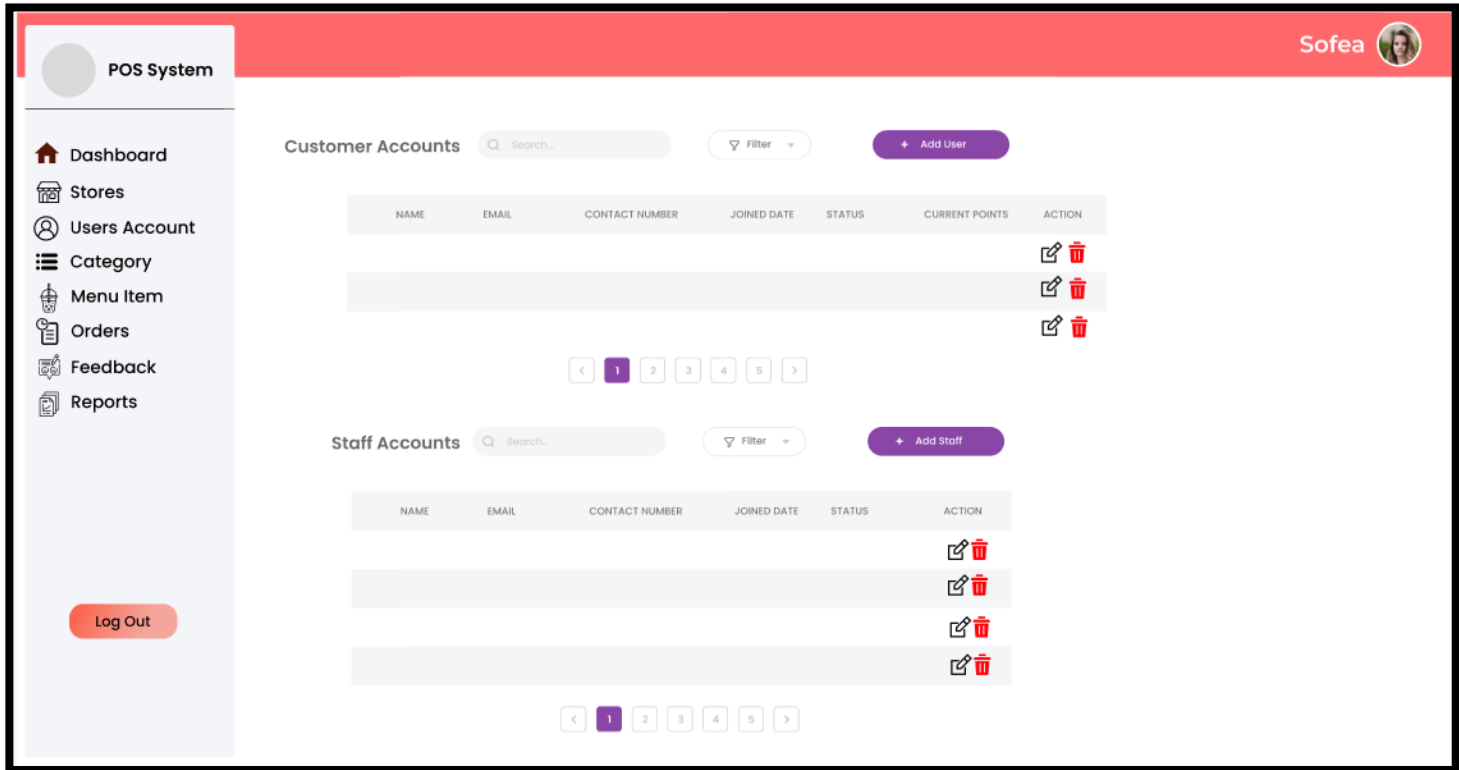 Sofea
POS System
Dashboard
Stores
Users Account
Category
Menu Item
Orders
Feedback
Reports
Log Out
Customer Accounts Search.. Filter + Add User
NAME EMAIL CONTACT NUMBER JOINED DATE STATUS CURRENT POINTS ACTION
< 1 2 3 4 5 >
Staff Accounts Search.. Filter + Add Staff
NAME EMAIL CONTACT NUMBER JOINED DATE STATUS ACTION
< 1 2 3 4 5 >